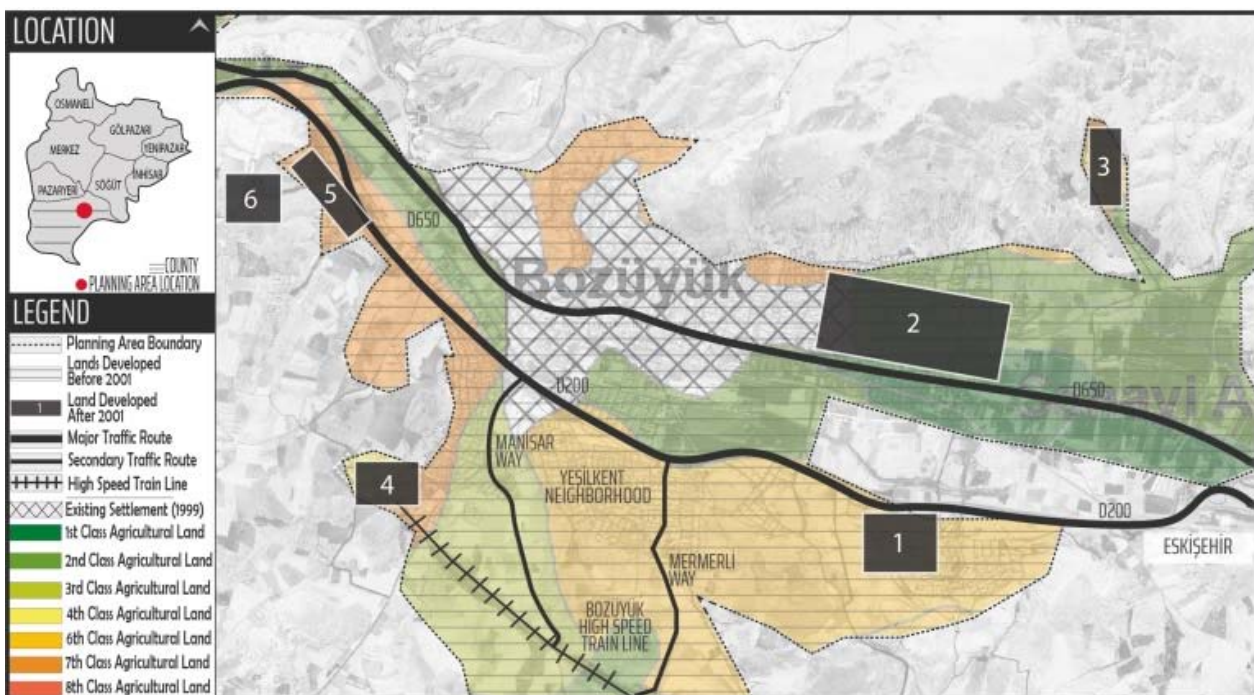 LOCATION
OSMANELİ
GÖLPAZARI
MERKEZ
YENİPAZAR
İNHİSAR
PAZARYERİ
SÖĞÜT
COUNTY
PLANNING AREA LOCATION
LEGEND
Planning Area Boundary
Lands Developed
Before 2001
1
Land Developed
After 2001
Major Traffic Route
Secondary Traffic Route
High Speed Train Line
Existing Settlement (1999)
1st Class Agricultural Land
2nd Class Agricultural Land
3rd Class Agricultural Land
4th Class Agricultural Land
6th Class Agricultural Land
7th Class Agricultural Land
8th Class Agricultural Land
6
5
3
D650
Bozüyük
2
D650
Sanayi A
D200
MANİSAR
WAY
4
YEŞİLKENT
NEIGHBORHOOD
1
D200
ESKİŞEHİR
MERMERLİ
WAY
BOZÜYÜK
HIGH SPEED
TRAIN LINE